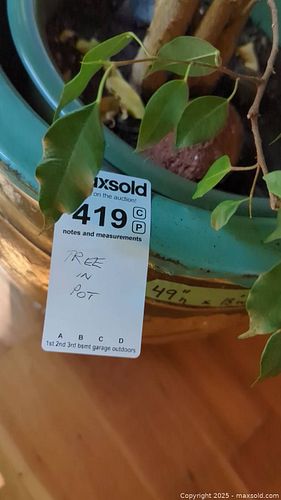 axsold
on the auction!
419 C
P
notes and measurements
TREE
IN
POT
49"
A B C D
1st 2nd 3rd bsmt garage outdoors
Copyright © 2025 - maxsold.com